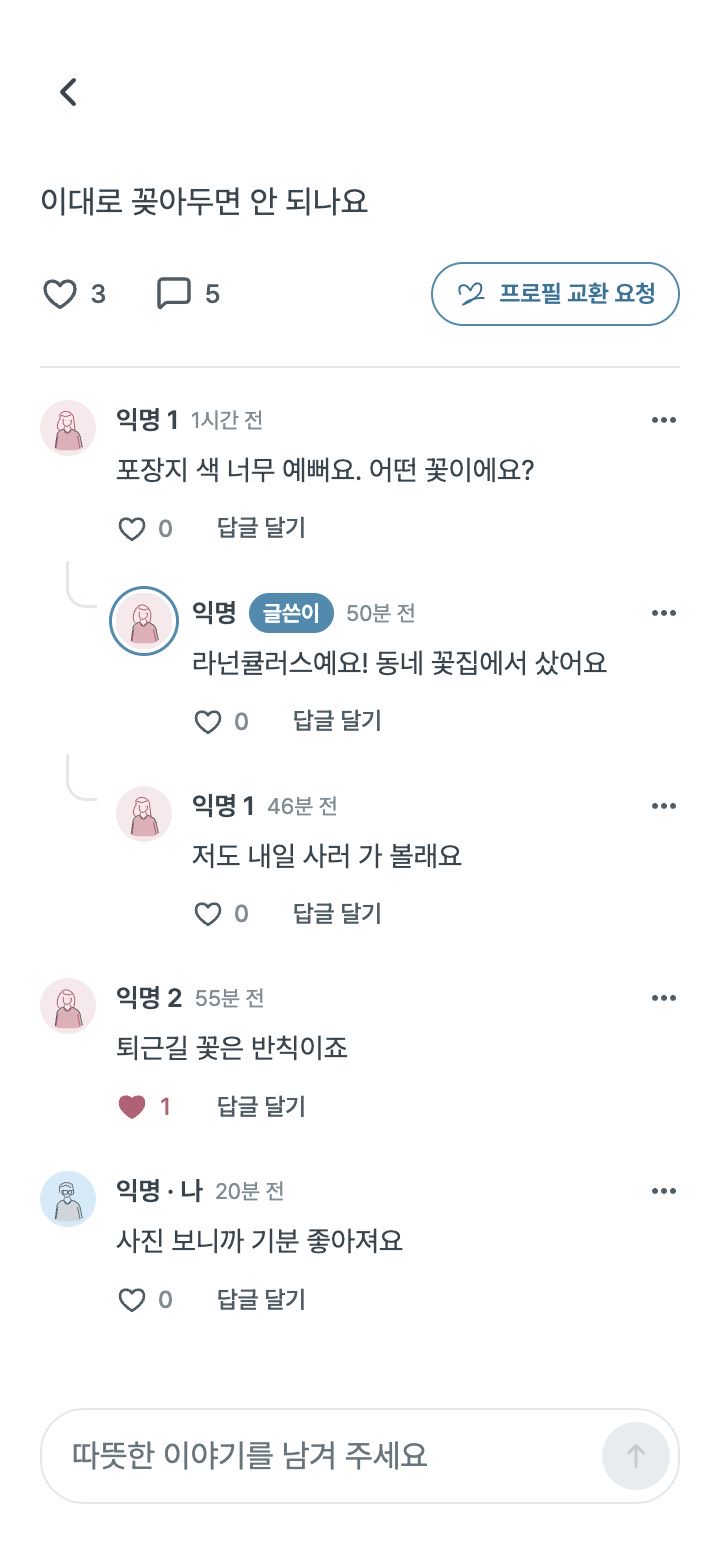 이대로 꽂아두면 안 되나요
3 5 프로필 교환 요청
익명 1 1시간 전
포장지 색 너무 예뻐요. 어떤 꽃이에요?
0 답글 달기
익명 글쓴이 50분 전
라넌큘러스예요! 동네 꽃집에서 샀어요
0 답글 달기
익명 1 46분 전
저도 내일 사러 가 볼래요
0 답글 달기
익명 2 55분 전
퇴근길 꽃은 반칙이죠
1 답글 달기
익명 · 나 20분 전
사진 보니까 기분 좋아져요
0 답글 달기
따뜻한 이야기를 남겨 주세요